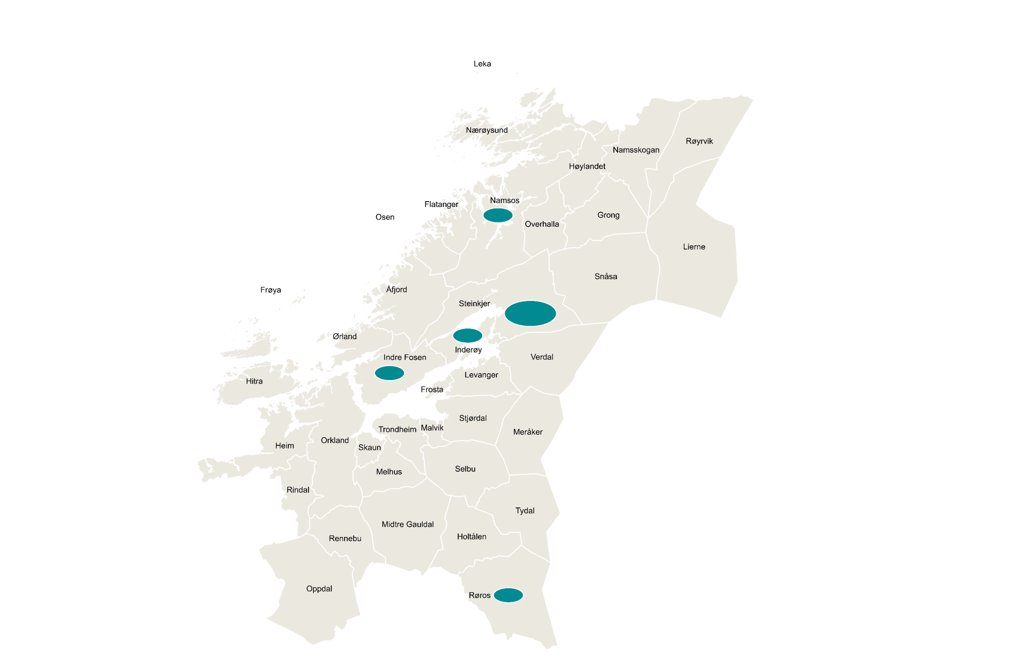 Leka
Nærøysund
Røyrvik
Namsskogan
Høylandet
Namsos
Flatanger
Osen
Grong
Overhalla
Lierne
Snåsa
Åfjord
Frøya
Steinkjer
Ørland
Inderøy
Indre Fosen
Verdal
Levanger
Hitra
Frosta
Stjørdal
Malvik
Trondheim
Meråker
Orkland
Heim
Skaun
Selbu
Melhus
Rindal
Tydal
Midtre Gauldal
Holtålen
Rennebu
Oppdal
Røros